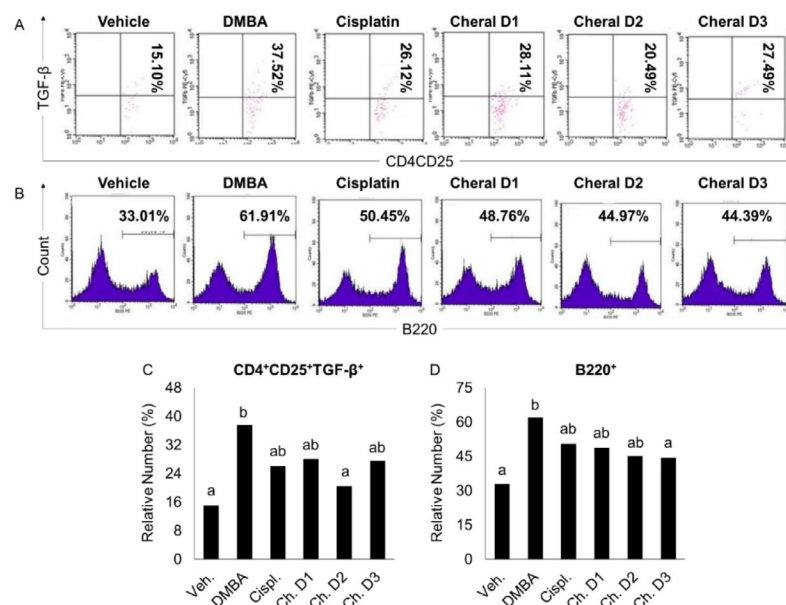 A
Vehicle DMBA Cisplatin Cheral D1 Cheral D2 Cheral D3
TGF-β
15.10% 37.52% 26.12% 28.11% 20.49% 27.49%
CD4CD25
B
Vehicle DMBA Cisplatin Cheral D1 Cheral D2 Cheral D3
Count
33.01% 61.91% 50.45% 48.76% 44.97% 44.39%
B220
C CD4⁺CD25⁺TGF-β⁺
Relative Number (%)
48
40
32
24
16
8
0
a b ab ab a ab
Veh. DMBA Cispl. Ch. D1 Ch. D2 Ch. D3
D B220⁺
Relative Number (%)
75
60
45
30
15
0
a b ab ab ab a
Veh. DMBA Cispl. Ch. D1 Ch. D2 Ch. D3